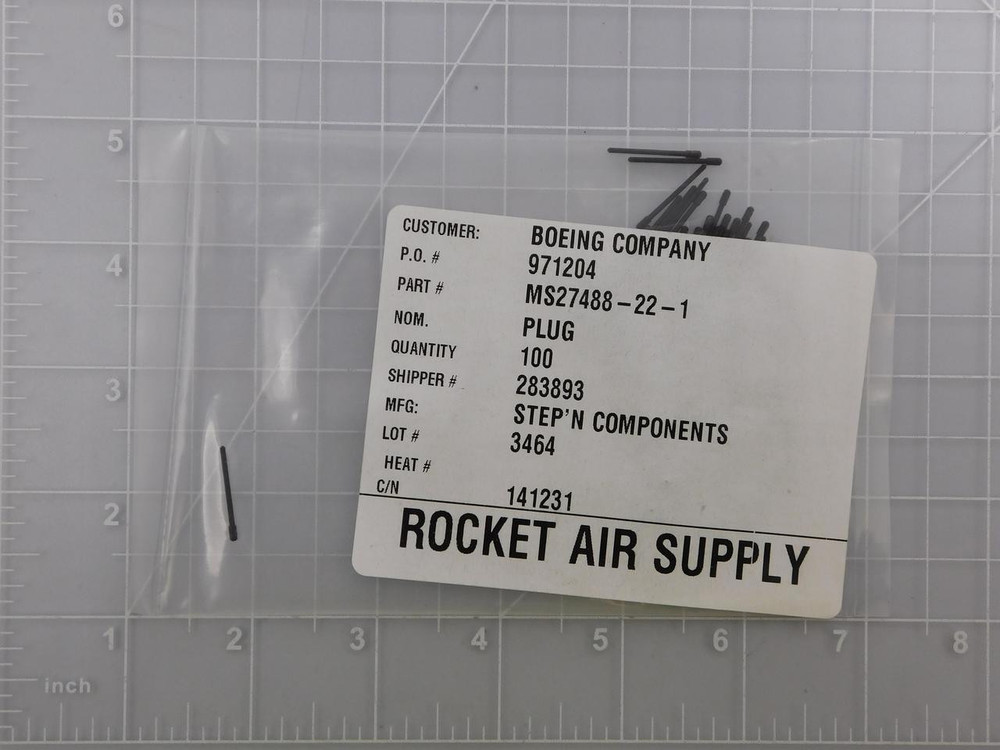 6
5
4
3
2
1 2 3 4 5 6 7 8
inch
CUSTOMER: BOEING COMPANY
P.O. # 971204
PART # MS27488-22-1
NOM. PLUG
QUANTITY 100
SHIPPER # 283893
MFG: STEP'N COMPONENTS
LOT # 3464
HEAT #
C/N 141231
ROCKET AIR SUPPLY